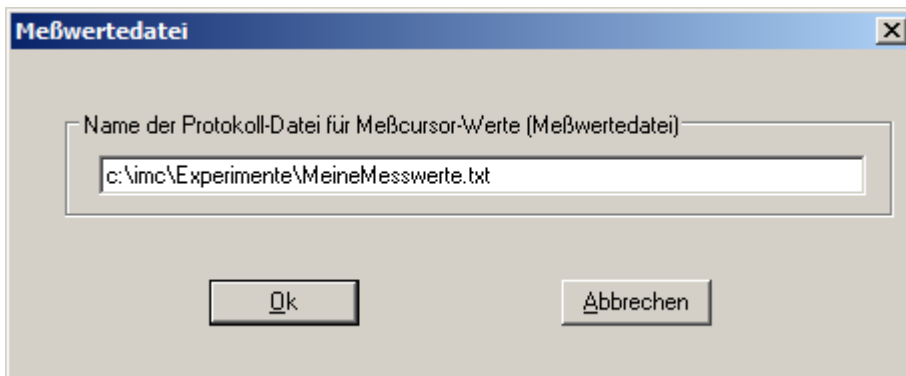 Meßwertedatei
Name der Protokoll-Datei für Meßcursor-Werte (Meßwertedatei)
c:\imc\Experimente\MeineMesswerte.txt
Ok Abbrechen